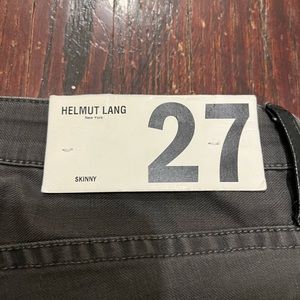 HELMUT LANG
New York
27
SKINNY